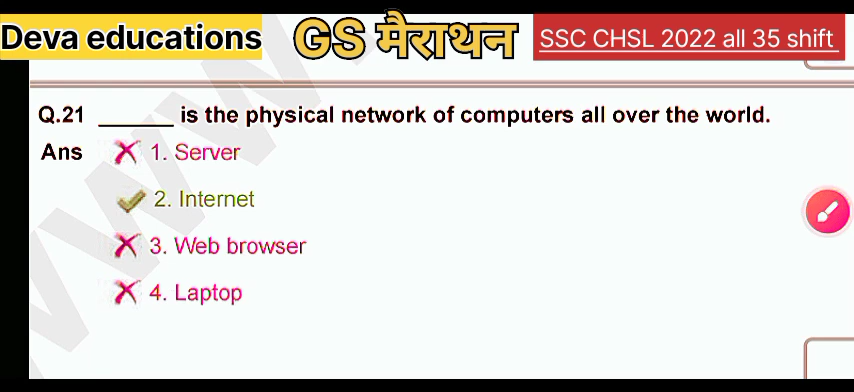 Deva educations GS मैराथन SSC CHSL 2022 all 35 shift
Q.21 ______ is the physical network of computers all over the world.
Ans 1. Server
2. Internet
3. Web browser
4. Laptop